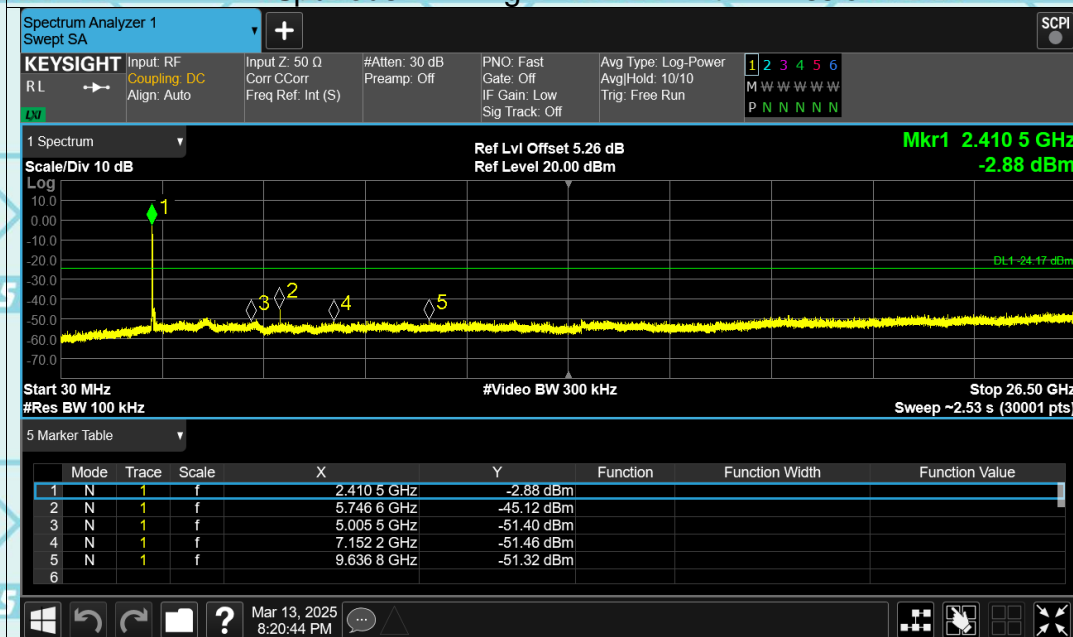 Spectrum Analyzer 1
Swept SA
SCPI
KEYSIGHT
RL
LXI
Input: RF
Coupling: DC
Align: Auto
Input Z: 50 Ω
Corr CCorr
Freq Ref: Int (S)
#Atten: 30 dB
Preamp: Off
PNO: Fast
Gate: Off
IF Gain: Low
Sig Track: Off
Avg Type: Log-Power
Avg|Hold: 10/10
Trig: Free Run
1 2 3 4 5 6
M W W W W W
P N N N N N
1 Spectrum
Scale/Div 10 dB
Ref Lvl Offset 5.26 dB
Ref Level 20.00 dBm
Mkr1 2.410 5 GHz
-2.88 dBm
Log
10.0
0.00
-10.0
-20.0
-30.0
-40.0
-50.0
-60.0
-70.0
1
3
2
4
5
DL1 -24.17 dBm
Start 30 MHz
#Res BW 100 kHz
#Video BW 300 kHz
Stop 26.50 GHz
Sweep ~2.53 s (30001 pts)
5 Marker Table
Mode Trace Scale X Y Function Function Width Function Value
1 N 1 f 2.410 5 GHz -2.88 dBm
2 N 1 f 5.746 6 GHz -45.12 dBm
3 N 1 f 5.005 5 GHz -51.40 dBm
4 N 1 f 7.152 2 GHz -51.46 dBm
5 N 1 f 9.636 8 GHz -51.32 dBm
6
Mar 13, 2025
8:20:44 PM